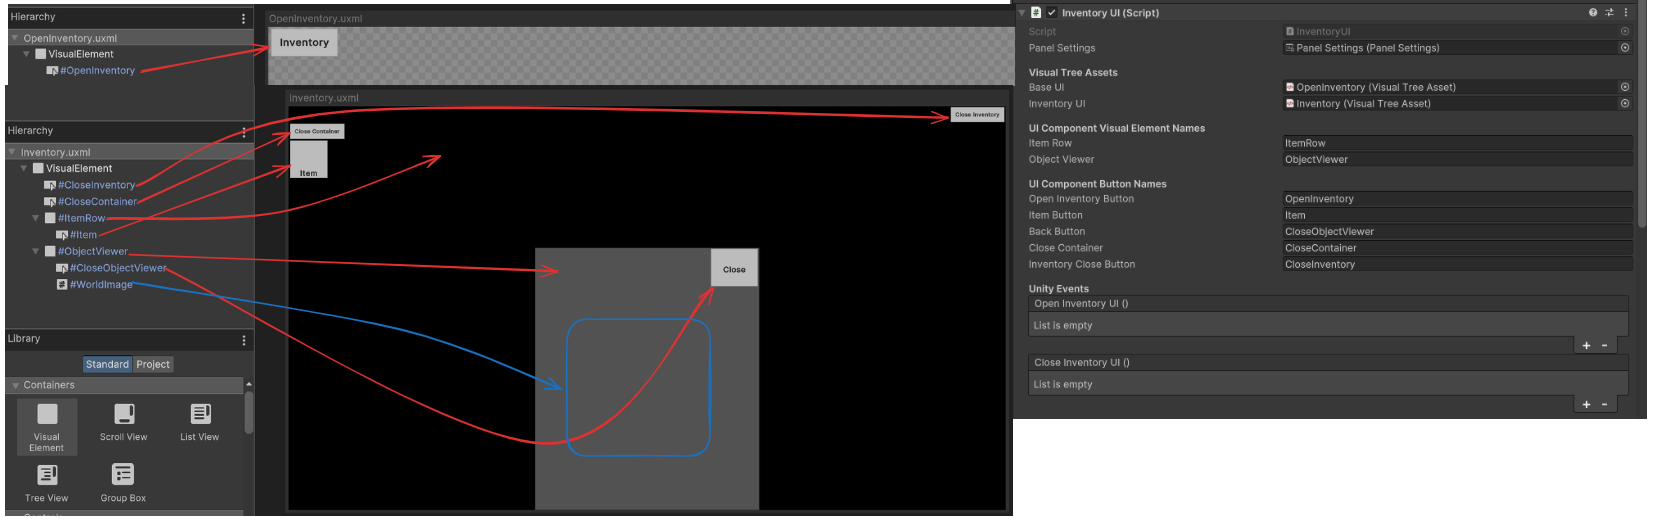 Hierarchy
OpenInventory.uxml
VisualElement
#OpenInventory
OpenInventory.uxml
Inventory
Hierarchy
Inventory.uxml
VisualElement
#CloseInventory
#CloseContainer
#ItemRow
#Item
#ObjectViewer
#CloseObjectViewer
#WorldImage
Library
Standard
Project
Containers
Visual
Element
Scroll View
List View
Tree View
Group Box
Controls
Inventory.uxml
Close Container
Item
Close Inventory
Close
Inventory UI (Script)
Script
InventoryUI
Panel Settings
Panel Settings (Panel Settings)
Visual Tree Assets
Base UI
OpenInventory (Visual Tree Asset)
Inventory UI
Inventory (Visual Tree Asset)
UI Component Visual Element Names
Item Row
ItemRow
Object Viewer
ObjectViewer
UI Component Button Names
Open Inventory Button
OpenInventory
Item Button
Item
Back Button
CloseObjectViewer
Close Container
CloseContainer
Inventory Close Button
CloseInventory
Unity Events
Open Inventory UI ()
List is empty
+ -
Close Inventory UI ()
List is empty
+ -